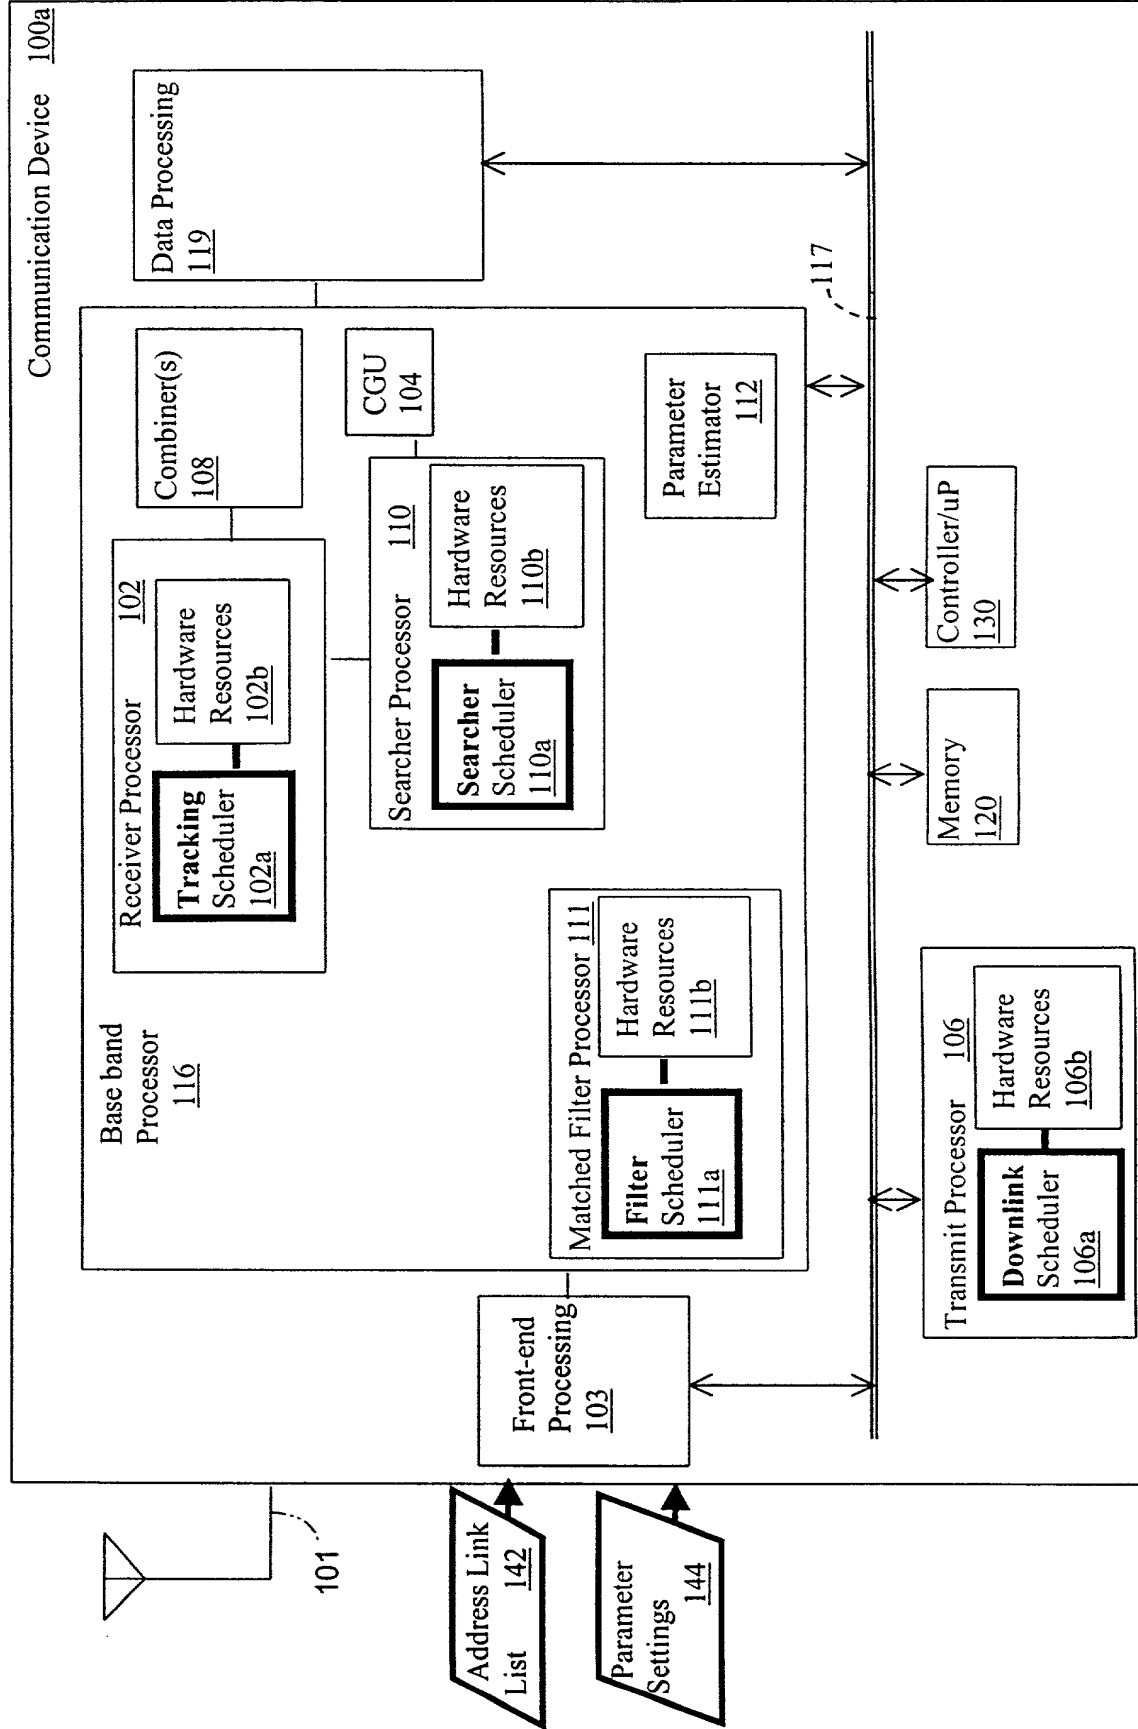 Communication Device 100a
Data Processing
119
Base band
Processor
116
Receiver Processor 102
Tracking
Scheduler
102a
Hardware
Resources
102b
Combiner(s)
108
Searcher Processor 110
Searcher
Scheduler
110a
Hardware
Resources
110b
CGU
104
Matched Filter Processor 111
Filter
Scheduler
111a
Hardware
Resources
111b
Parameter
Estimator
112
Front-end
Processing
103
117
101
Address Link
List 142
Parameter
Settings
144
Transmit Processor 106
Downlink
Scheduler
106a
Hardware
Resources
106b
Memory
120
Controller/uP
130